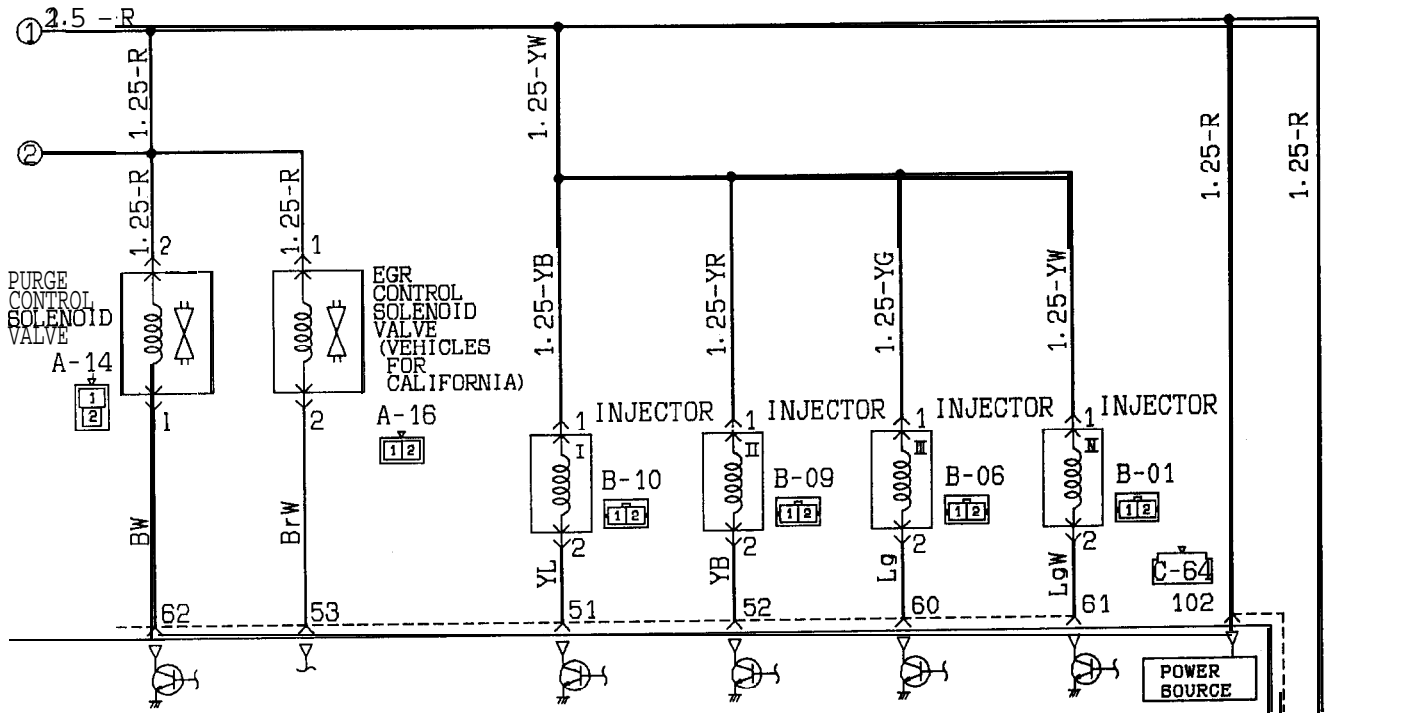 1 2.5 - R
1.25-R
1.25-YW
1.25-R
1.25-R
2
1.25-R
1.25-R
2
1
1.25-YB
1.25-YR
1.25-YG
1.25-YW
PURGE
CONTROL
SOLENOID
VALVE
A-14
1
2
EGR
CONTROL
SOLENOID
VALVE
(VEHICLES
FOR
CALIFORNIA)
A-16
1 2
1
2
1 INJECTOR
1 INJECTOR
1 INJECTOR
1 INJECTOR
I
II
III
IV
B-10
1 2
B-09
1 2
B-06
1 2
B-01
1 2
2
2
2
2
BW
BrW
YL
YB
Lg
LgW
C-64
62
53
51
52
60
61
102
POWER
SOURCE